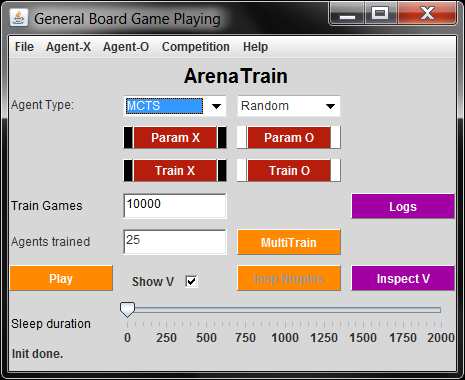 General Board Game Playing
File Agent-X Agent-O Competition Help
ArenaTrain
Agent Type: MCTS Random
Param X Param O
Train X Train O
Train Games 10000 Logs
Agents trained 25 MultiTrain
Play Show V Insp Ntuples Inspect V
Sleep duration
0 250 500 750 1000 1250 1500 1750 2000
Init done.